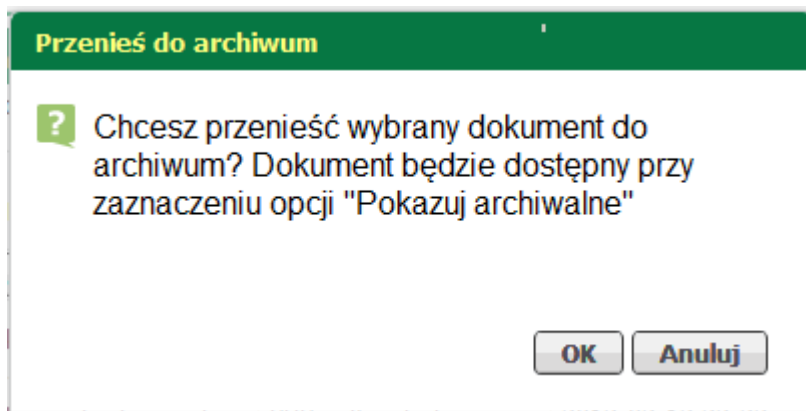 Przenieś do archiwum
Chcesz przenieść wybrany dokument do
archiwum? Dokument będzie dostępny przy
zaznaczeniu opcji "Pokazuj archiwalne"
OK Anuluj